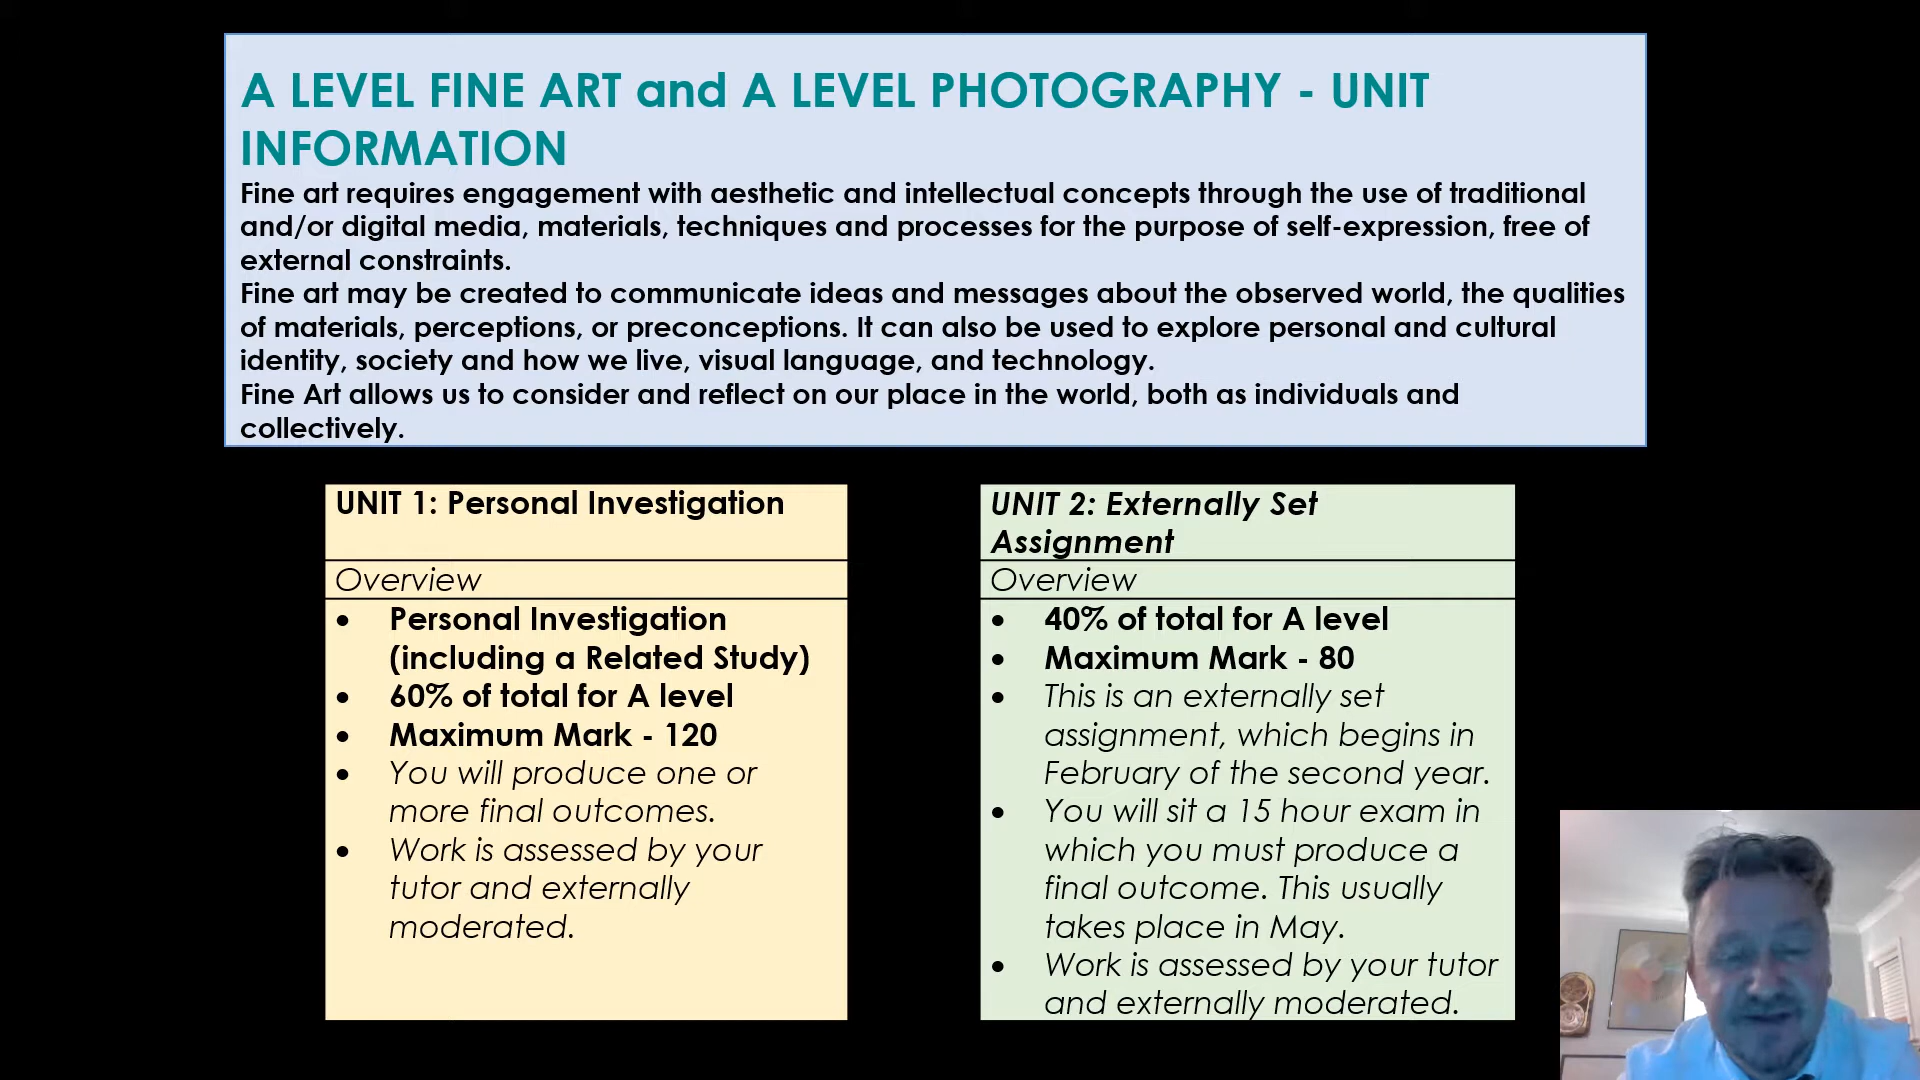 A LEVEL FINE ART and A LEVEL PHOTOGRAPHY - UNIT
INFORMATION
Fine art requires engagement with aesthetic and intellectual concepts through the use of traditional
and/or digital media, materials, techniques and processes for the purpose of self-expression, free of
external constraints.
Fine art may be created to communicate ideas and messages about the observed world, the qualities
of materials, perceptions, or preconceptions. It can also be used to explore personal and cultural
identity, society and how we live, visual language, and technology.
Fine Art allows us to consider and reflect on our place in the world, both as individuals and
collectively.
UNIT 1: Personal Investigation
Overview
• Personal Investigation
(including a Related Study)
• 60% of total for A level
• Maximum Mark - 120
• You will produce one or
more final outcomes.
• Work is assessed by your
tutor and externally
moderated.
UNIT 2: Externally Set
Assignment
Overview
• 40% of total for A level
• Maximum Mark - 80
• This is an externally set
assignment, which begins in
February of the second year.
• You will sit a 15 hour exam in
which you must produce a
final outcome. This usually
takes place in May.
• Work is assessed by your tutor
and externally moderated.